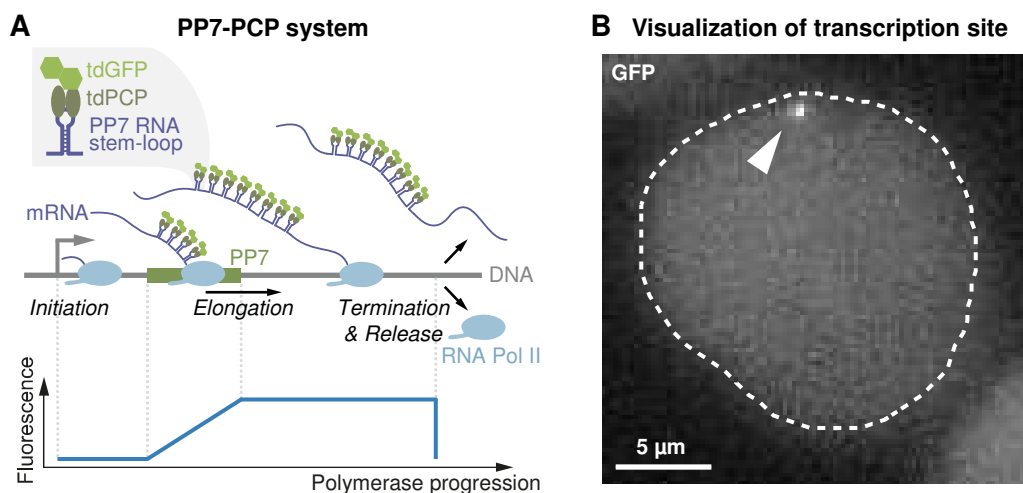 A
PP7-PCP system
tdGFP
tdPCP
PP7 RNA
stem-loop
mRNA
PP7
DNA
Initiation
Elongation
Termination
& Release
RNA Pol II
Fluorescence
Polymerase progression
B
Visualization of transcription site
GFP
5 µm